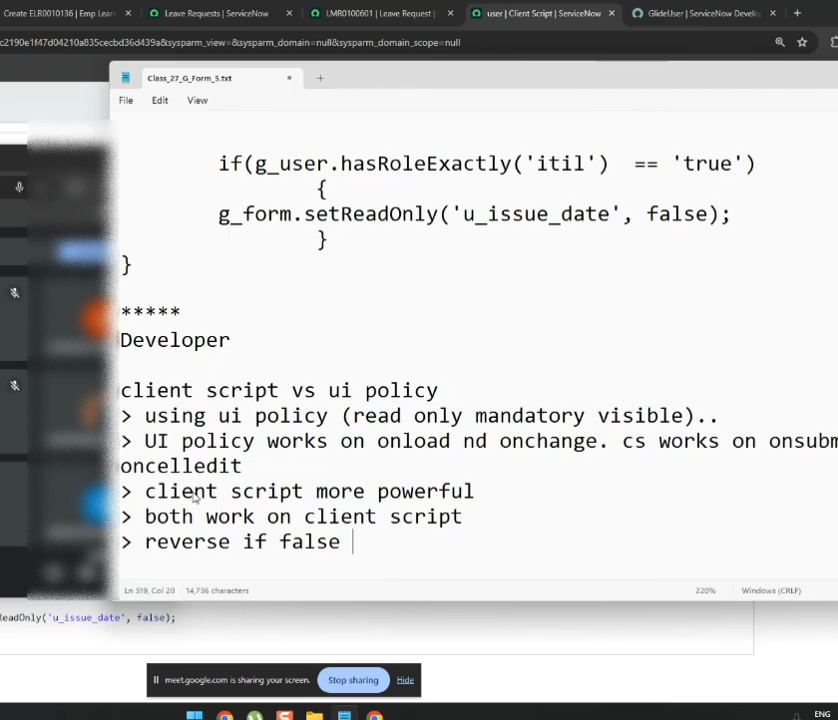 Create ELR0010136 | Emp Lear
Leave Requests | ServiceNow
LMR0100601 | Leave Request |
user | Client Script | ServiceNow
GlideUser | ServiceNow Develop
c2190e1f47d04210a835cecbd36d439a&sysparm_view=&sysparm_domain=null&sysparm_domain_scope=null
Class_27_G_Form_5.txt
File Edit View
if(g_user.hasRoleExactly('itil') == 'true')
{
g_form.setReadOnly('u_issue_date', false);
}
}
*****
Developer
client script vs ui policy
> using ui policy (read only mandatory visible)..
> UI policy works on onload nd onchange. cs works on onsubm
oncelledit
> client script more powerful
> both work on client script
> reverse if false
Ln 519, Col 20 14,736 characters 220% Windows (CRLF)
ReadOnly('u_issue_date', false);
meet.google.com is sharing your screen. Stop sharing Hide
ENG